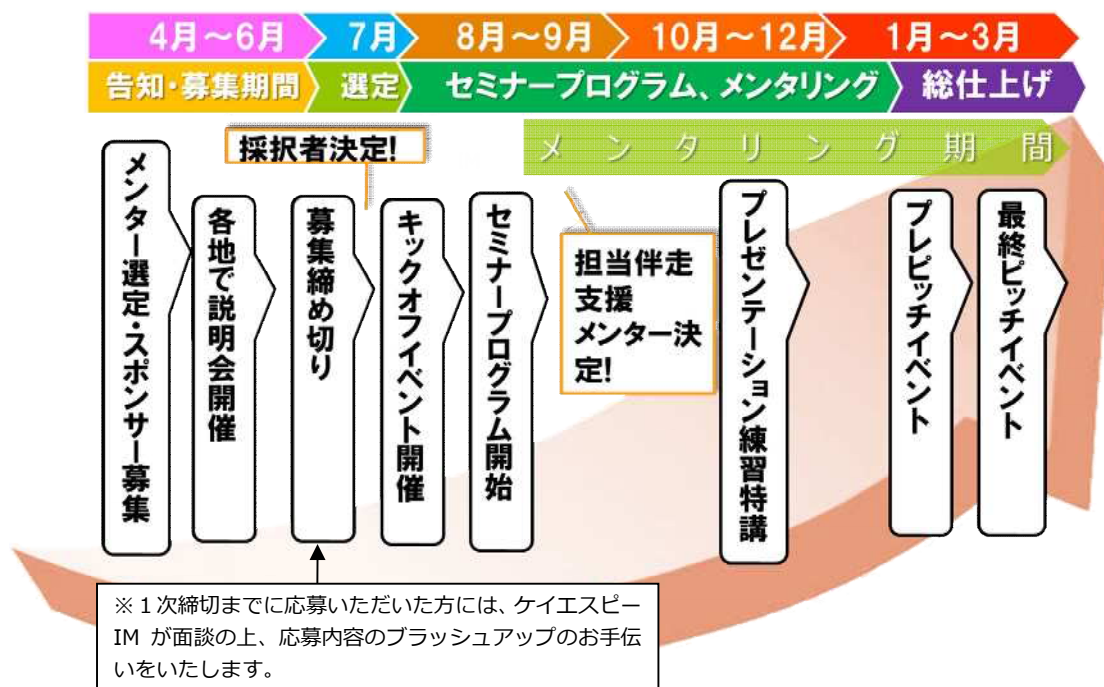 4月～6月
7月
8月～9月
10月～12月
1月～3月
告知・募集期間
選定
セミナープログラム、メンタリング
総仕上げ
採択者決定!
メンタリング期間
メンター選定・スポンサー募集
各地で説明会開催
募集締め切り
キックオフイベント開催
セミナープログラム開始
担当伴走
支援
メンター決
定!
プレゼンテーション練習特講
プレピッチイベント
最終ピッチイベント
※１次締切までに応募いただいた方には、ケイエスピー
IM が面談の上、応募内容のブラッシュアップのお手伝
いをいたします。